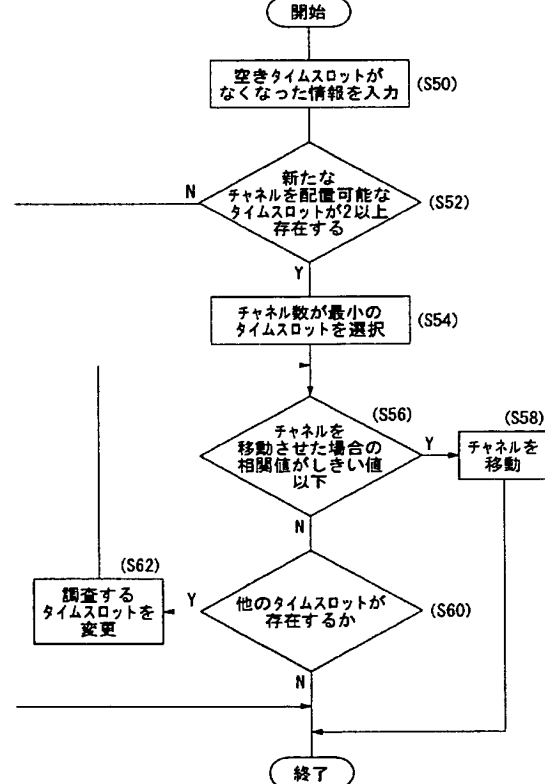 開始
空きタイムスロットが
なくなった情報を入力
(S50)
新たな
チャネルを配置可能な
タイムスロットが2以上
存在する
(S52)
N
Y
チャネル数が最小の
タイムスロットを選択
(S54)
チャネルを
移動させた場合の
相関値がしきい値
以下
(S56)
Y
(S58)
チャネルを
移動
N
(S62)
調査する
タイムスロットを
変更
Y
他のタイムスロットが
存在するか
(S60)
N
終了